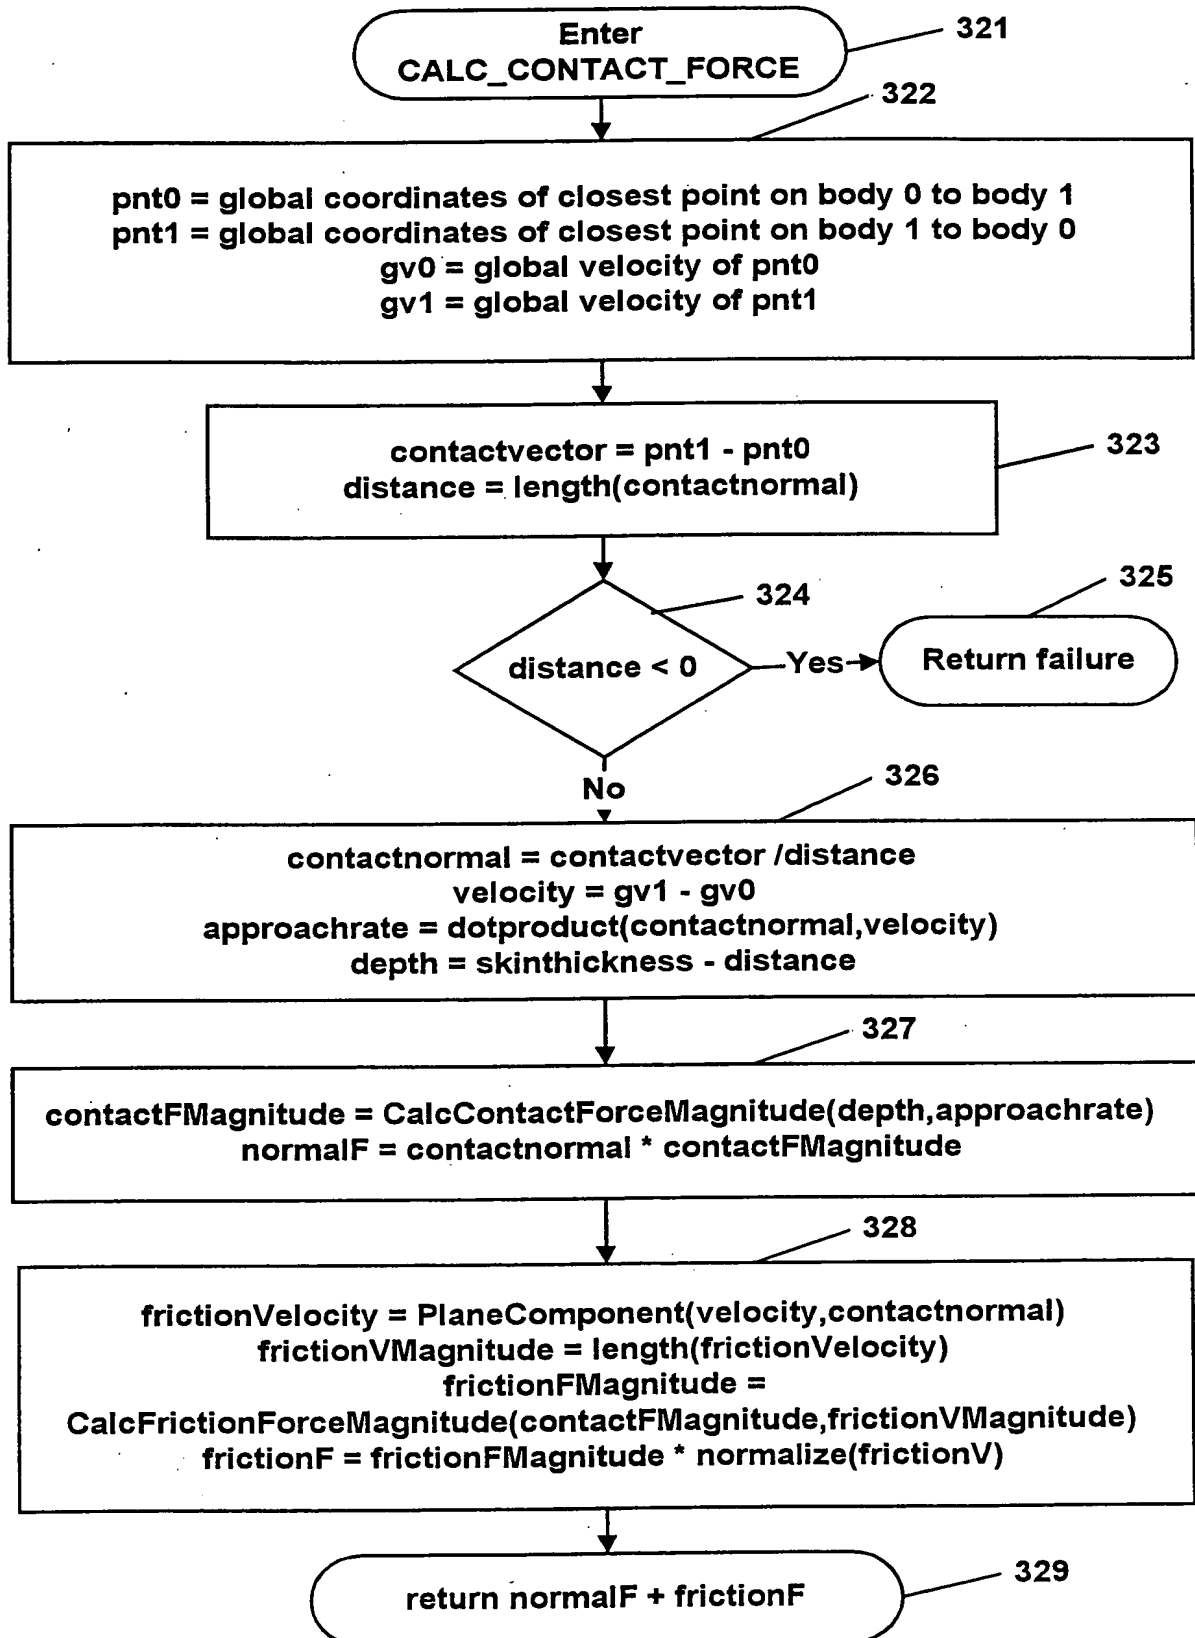 Enter
CALC_CONTACT_FORCE
321
322
pnt0 = global coordinates of closest point on body 0 to body 1
pnt1 = global coordinates of closest point on body 1 to body 0
gv0 = global velocity of pnt0
gv1 = global velocity of pnt1
contactvector = pnt1 - pnt0
distance = length(contactnormal)
323
324
distance < 0
Yes
325
Return failure
No
326
contactnormal = contactvector /distance
velocity = gv1 - gv0
approachrate = dotproduct(contactnormal,velocity)
depth = skinthickness - distance
327
contactFMagnitude = CalcContactForceMagnitude(depth,approachrate)
normalF = contactnormal * contactFMagnitude
328
frictionVelocity = PlaneComponent(velocity,contactnormal)
frictionVMagnitude = length(frictionVelocity)
frictionFMagnitude =
CalcFrictionForceMagnitude(contactFMagnitude,frictionVMagnitude)
frictionF = frictionFMagnitude * normalize(frictionV)
return normalF + frictionF
329